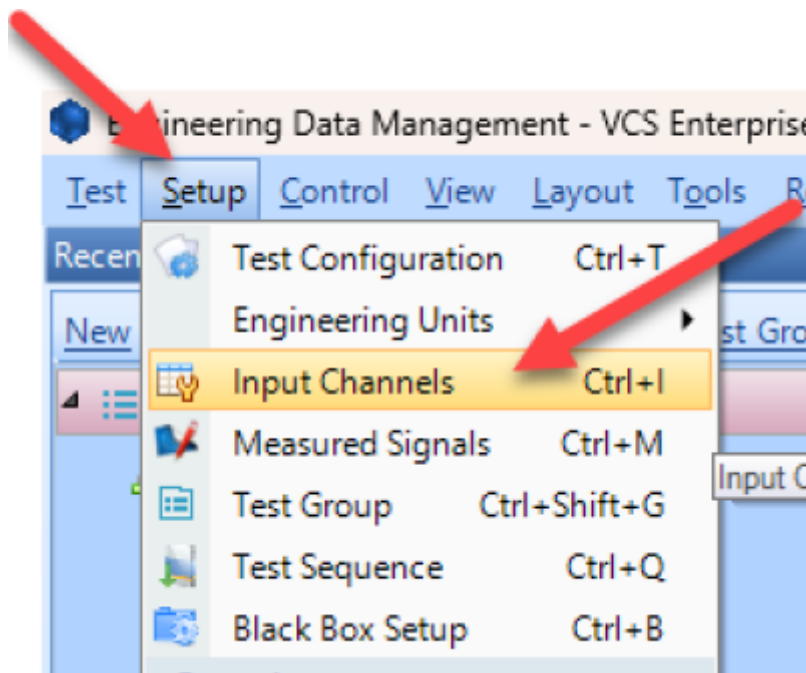 ineering Data Management - VCS Enterprise
Test Setup Control View Layout Tools R
Recen
Test Configuration Ctrl+T
Engineering Units
New
st Gro
Input Channels Ctrl+I
Measured Signals Ctrl+M
Input C
Test Group Ctrl+Shift+G
Test Sequence Ctrl+Q
Black Box Setup Ctrl+B